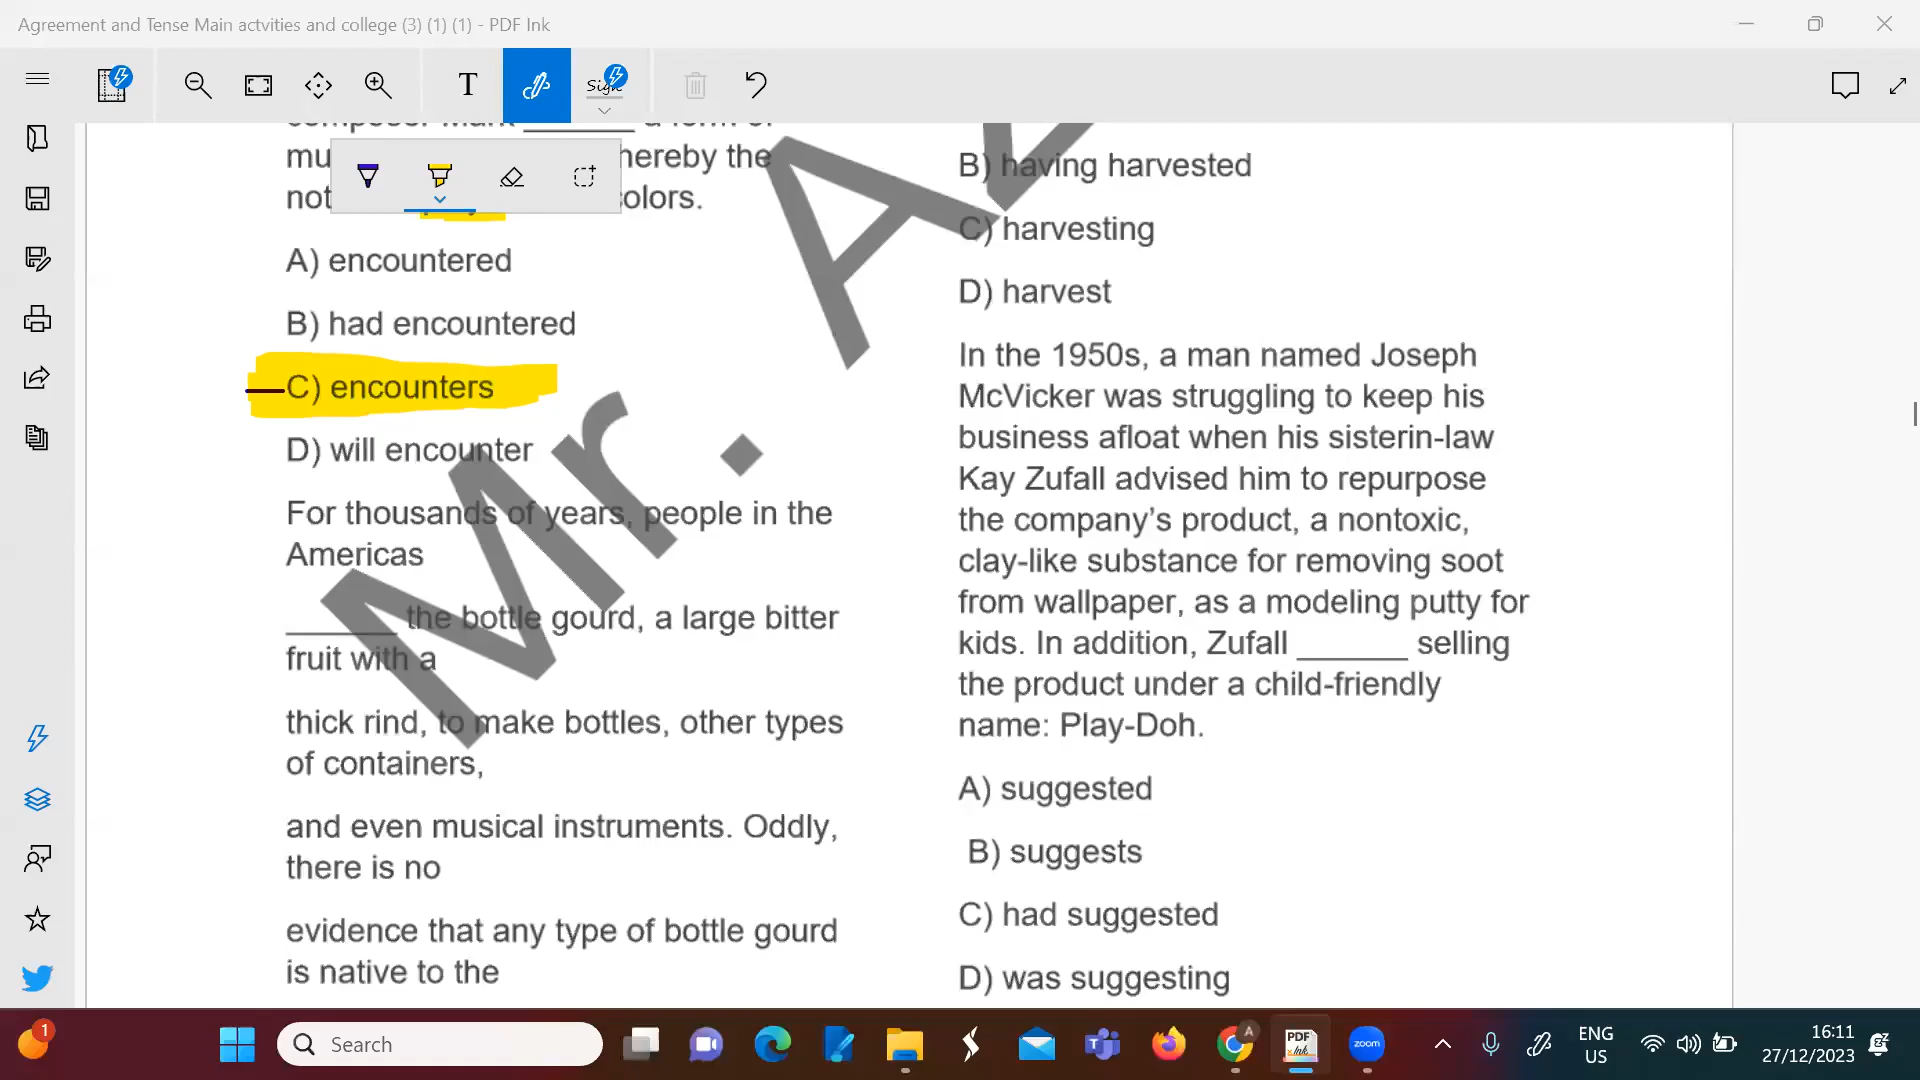 Agreement and Tense Main actvities and college (3) (1) (1) - PDF Ink
T
Sign
mu
hereby the
not
olors.
A) encountered
B) had encountered
C) encounters
D) will encounter
For thousands of years, people in the
Americas
_______ the bottle gourd, a large bitter
fruit with a
thick rind, to make bottles, other types
of containers,
and even musical instruments. Oddly,
there is no
evidence that any type of bottle gourd
is native to the
B) having harvested
C) harvesting
D) harvest
In the 1950s, a man named Joseph
McVicker was struggling to keep his
business afloat when his sisterin-law
Kay Zufall advised him to repurpose
the company's product, a nontoxic,
clay-like substance for removing soot
from wallpaper, as a modeling putty for
kids. In addition, Zufall _______ selling
the product under a child-friendly
name: Play-Doh.
A) suggested
B) suggests
C) had suggested
D) was suggesting
Mr. A
1
Search
A
PDF
Ink
zoom
ENG
US
16:11
27/12/2023